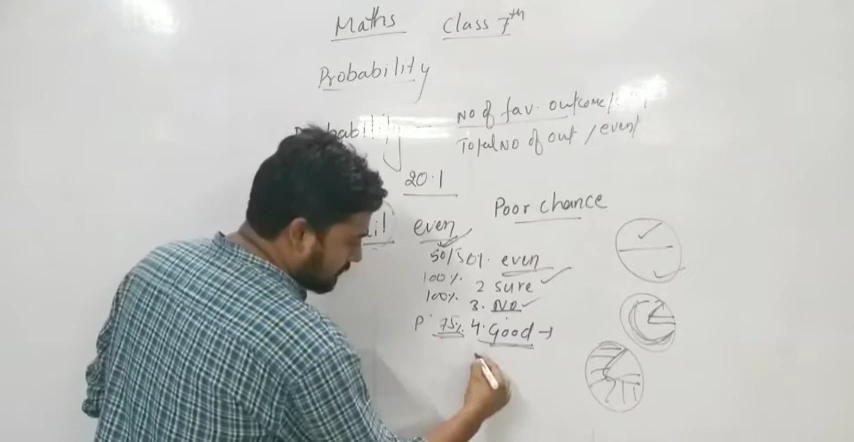 Maths Class 7th
Probability
No of fav. outcome/
Total No of out / event
20.1
Poor chance
even
50/50%. even
100%. 2 sure
100%. 3. No
P 75%. 4. Good →